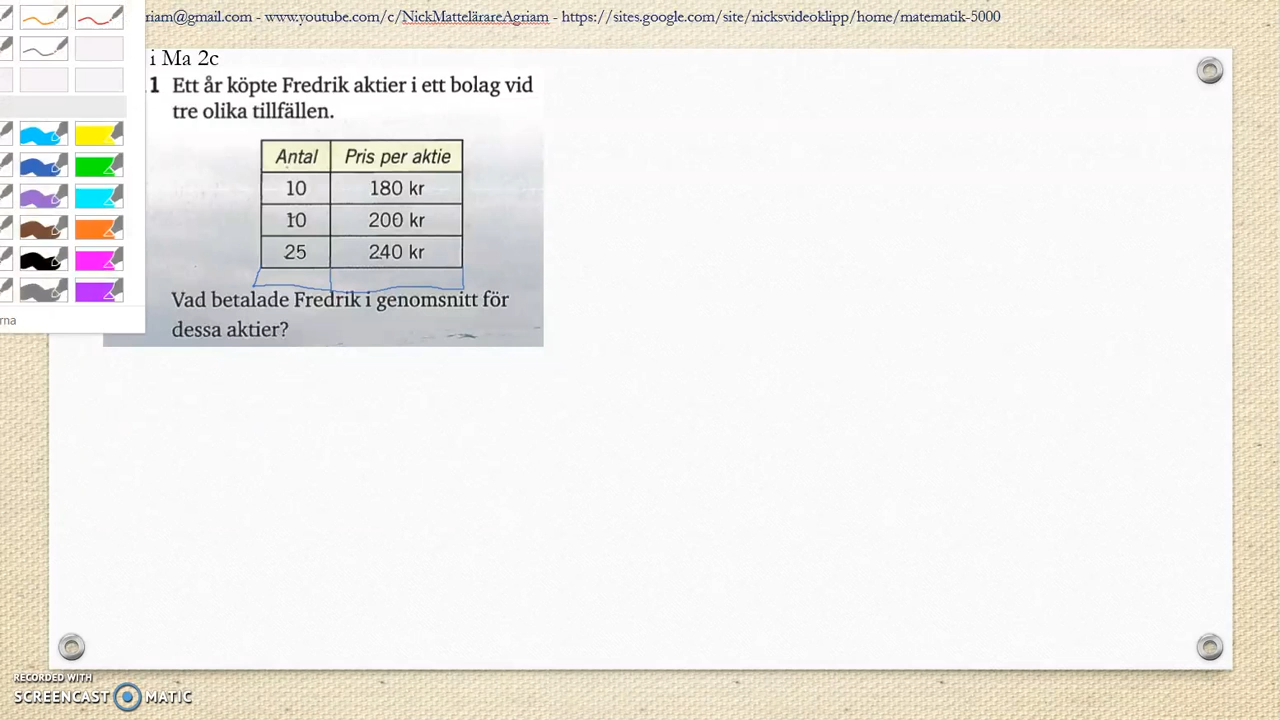 riam@gmail.com - www.youtube.com/c/NickMattelärareAgriam - https://sites.google.com/site/nicksvideoklipp/home/matematik-5000
i Ma 2c
1 Ett år köpte Fredrik aktier i ett bolag vid
tre olika tillfällen.
Antal Pris per aktie
10 180 kr
10 200 kr
25 240 kr
Vad betalade Fredrik i genomsnitt för
dessa aktier?
rna
RECORDED WITH
SCREENCAST MATIC